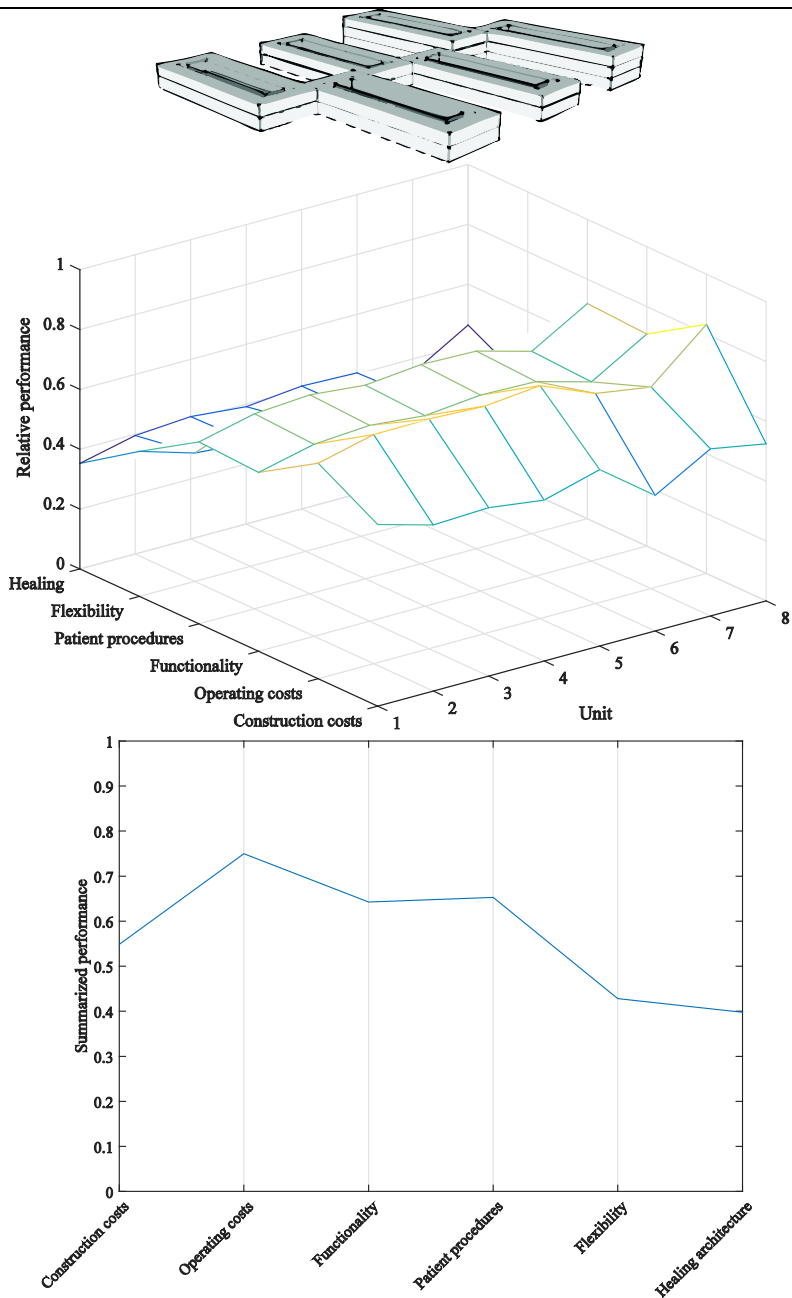 1
0.8
0.6
0.4
0.2
0
Relative performance
Healing
Flexibility
Patient procedures
Functionality
Operating costs
Construction costs
1
2
3
4
5
6
7
8
Unit
1
0.9
0.8
0.7
0.6
0.5
0.4
0.3
0.2
0.1
0
Summarized performance
Construction costs
Operating costs
Functionality
Patient procedures
Flexibility
Healing architecture